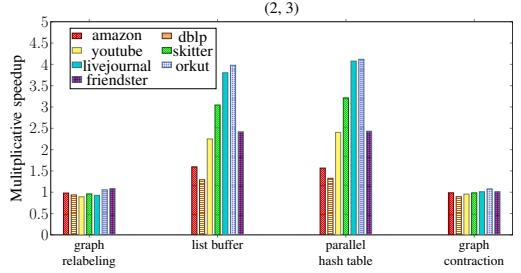 (2, 3)
Mulitiplicative speedup
5
4.5
4
3.5
3
2.5
2
1.5
1
0.5
0
amazon dblp
youtube skitter
livejournal orkut
friendster
graph relabeling
list buffer
parallel hash table
graph contraction